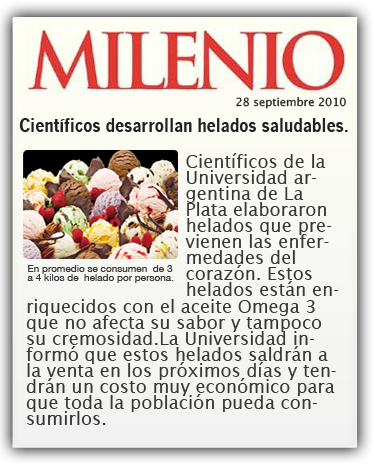 MILENIO
28 septiembre 2010
Científicos desarrollan helados saludables.
En promedio se consumen de 3
a 4 kilos de helado por persona.
Científicos de la
Universidad ar-
gentina de La
Plata elaboraron
helados que pre-
vienen las enfer-
medades del
corazón. Estos
helados están en-
riquecidos con el aceite Omega 3
que no afecta su sabor y tampoco
su cremosidad.La Universidad in-
formó que estos helados saldrán a
la venta en los próximos días y ten-
drán un costo muy económico para
que toda la población pueda con-
sumirlos.